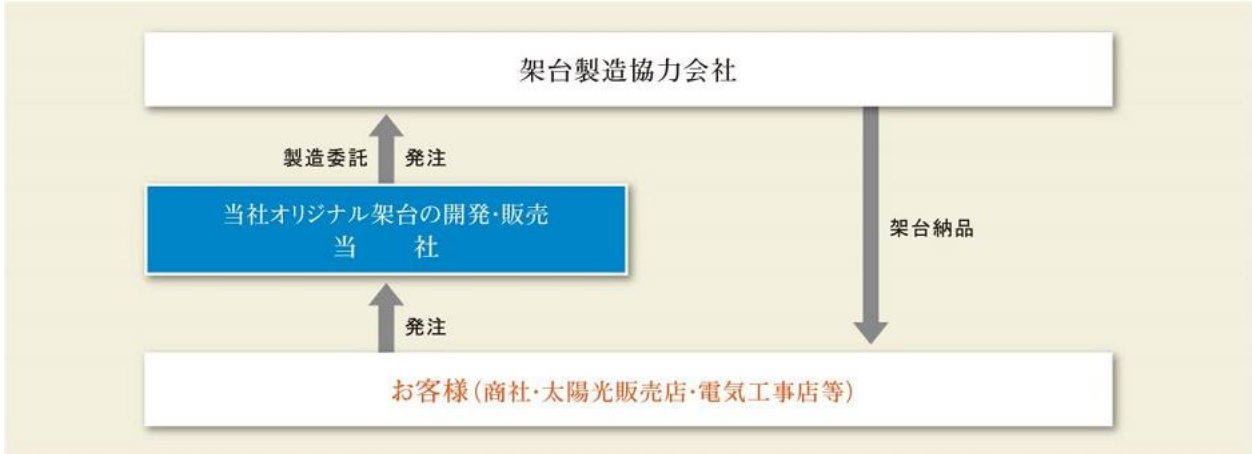 架台製造協力会社
製造委託 発注
当社オリジナル架台の開発・販売
当 社
架台納品
発注
お客様(商社・太陽光販売店・電気工事店等)